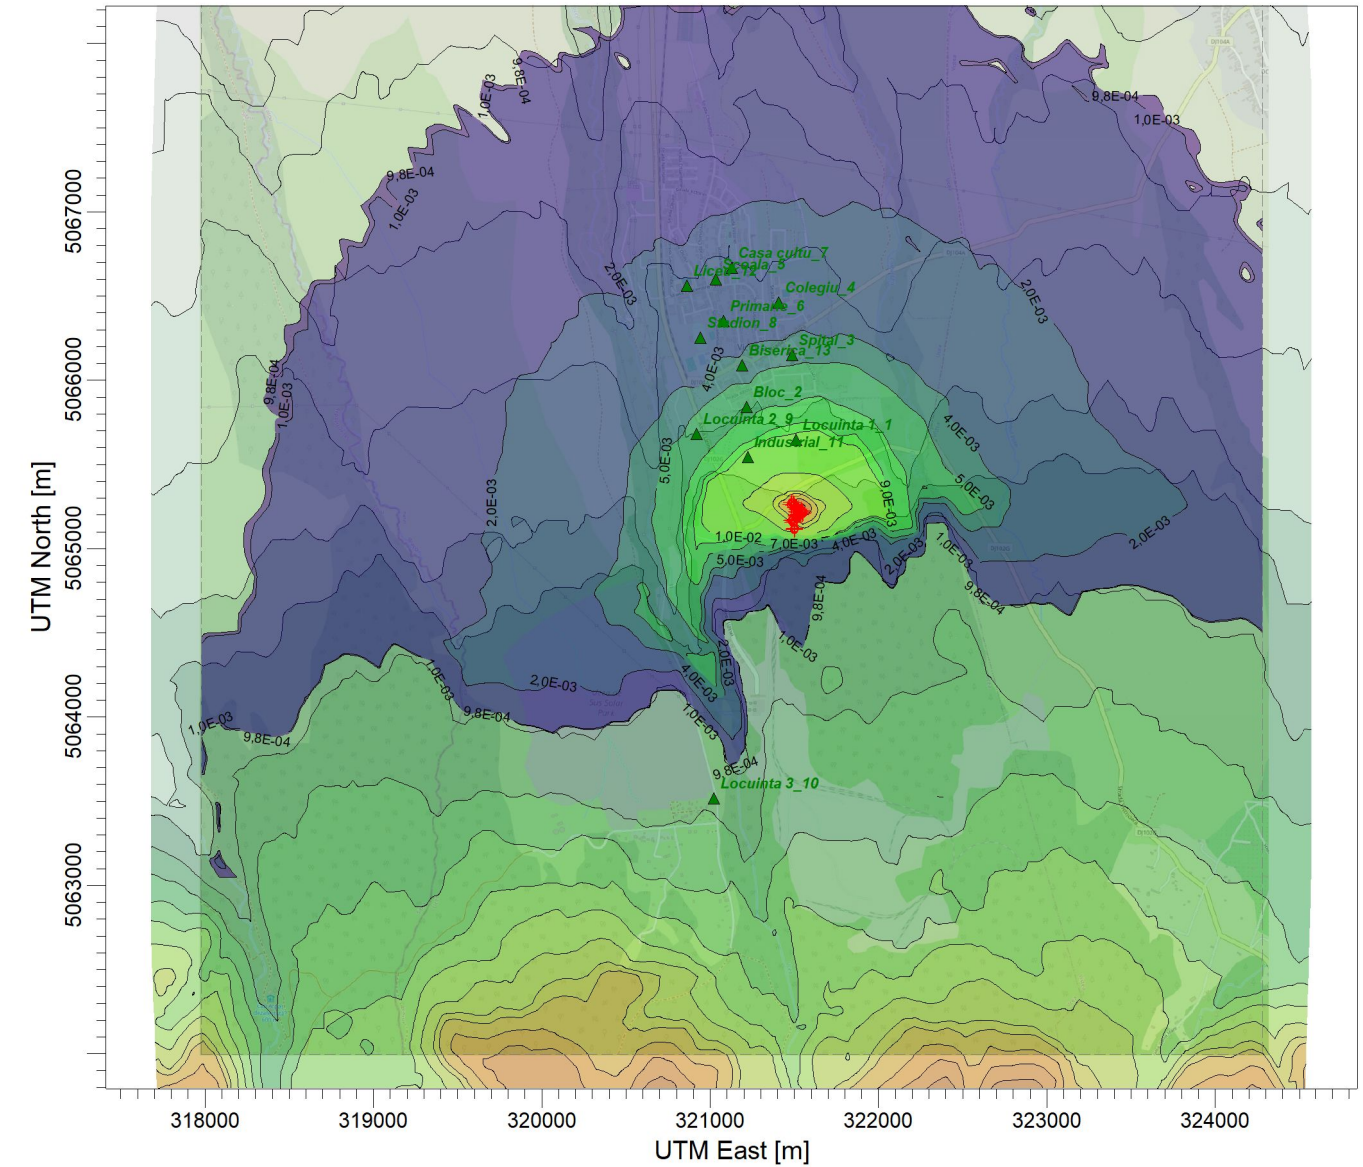 9,8E-04
1,0E-03
9,8E-04
1,0E-03
9,8E-04
1,0E-03
5067000
Casa cultu_7
2,0E-03
Colegiu_4
2,0E-03
Primarie_6
Stadion_8
Spital_3
Biserica_13
5066000
9,8E-04
4,0E-03
1,0E-03
Bloc_2
Locuinta 2_9
Locuinta 1_1
4,0E-03
Industrial_11
5,0E-03
2,0E-03
9,0E-03
5,0E-03
UTM North [m]
5065000
1,0E-02
7,0E-03
4,0E-03
2,0E-03
5,0E-03
2,0E-03
1,0E-03
9,8E-04
9,8E-04
1,0E-03
2,0E-03
1,0E-03
2,0E-03
4,0E-03
5064000
1,0E-03
9,8E-04
9,8E-04
1,0E-03
9,8E-04
Locuinta 3_10
5063000
318000
319000
320000
321000
322000
323000
324000
UTM East [m]